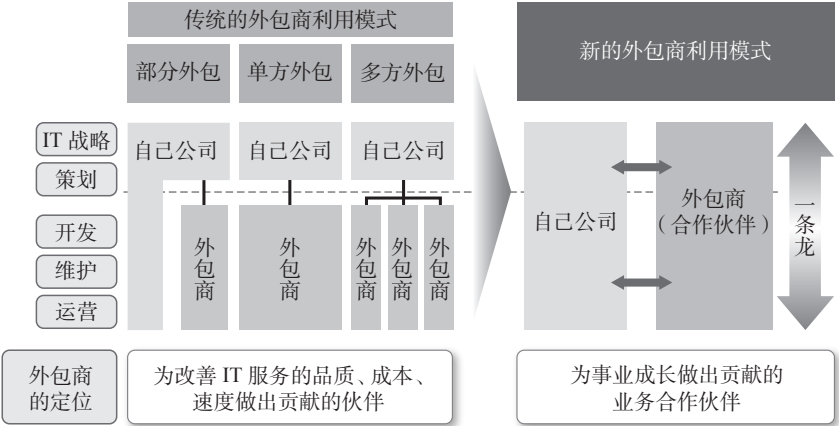 传统的外包商利用模式
部分外包
单方外包
多方外包
新的外包商利用模式
IT 战略
策划
开发
维护
运营
自己公司
自己公司
自己公司
外包商
外包商
外包商
外包商
外包商
自己公司
外包商
（合作伙伴）
一条龙
外包商
的定位
为改善 IT 服务的品质、成本、
速度做出贡献的伙伴
为事业成长做出贡献的
业务合作伙伴